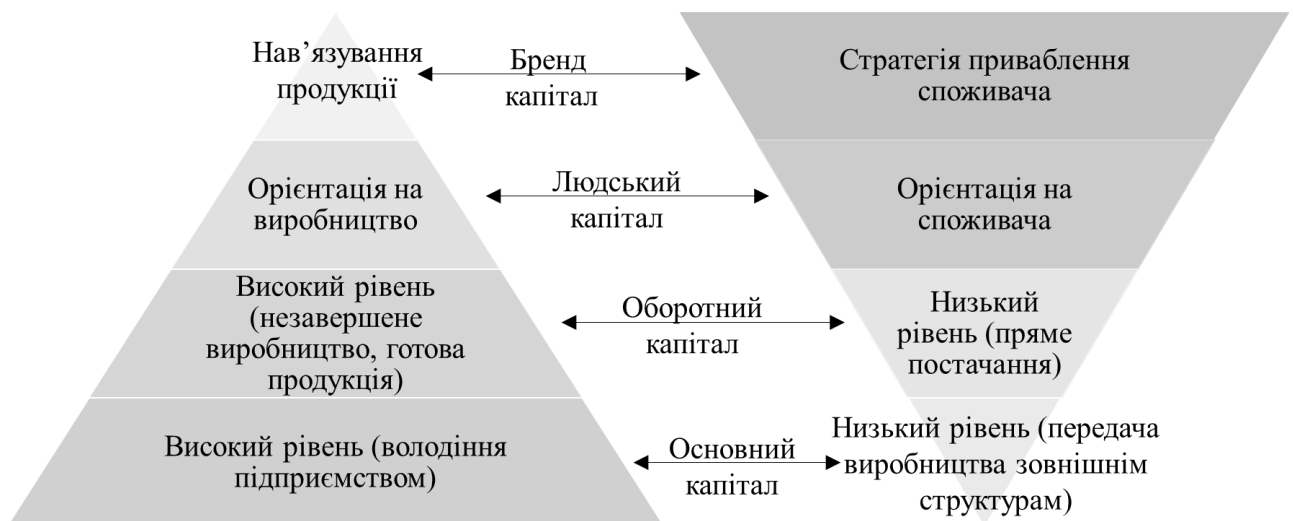 Нав’язування
продукції
Бренд
капітал
Стратегія приваблення
споживача
Орієнтація на
виробництво
Людський
капітал
Орієнтація на
споживача
Високий рівень
(незавершене
виробництво, готова
продукція)
Оборотний
капітал
Низький
рівень (пряме
постачання)
Високий рівень (володіння
підприємством)
Основний
капітал
Низький рівень (передача
виробництва зовнішнім
структурам)